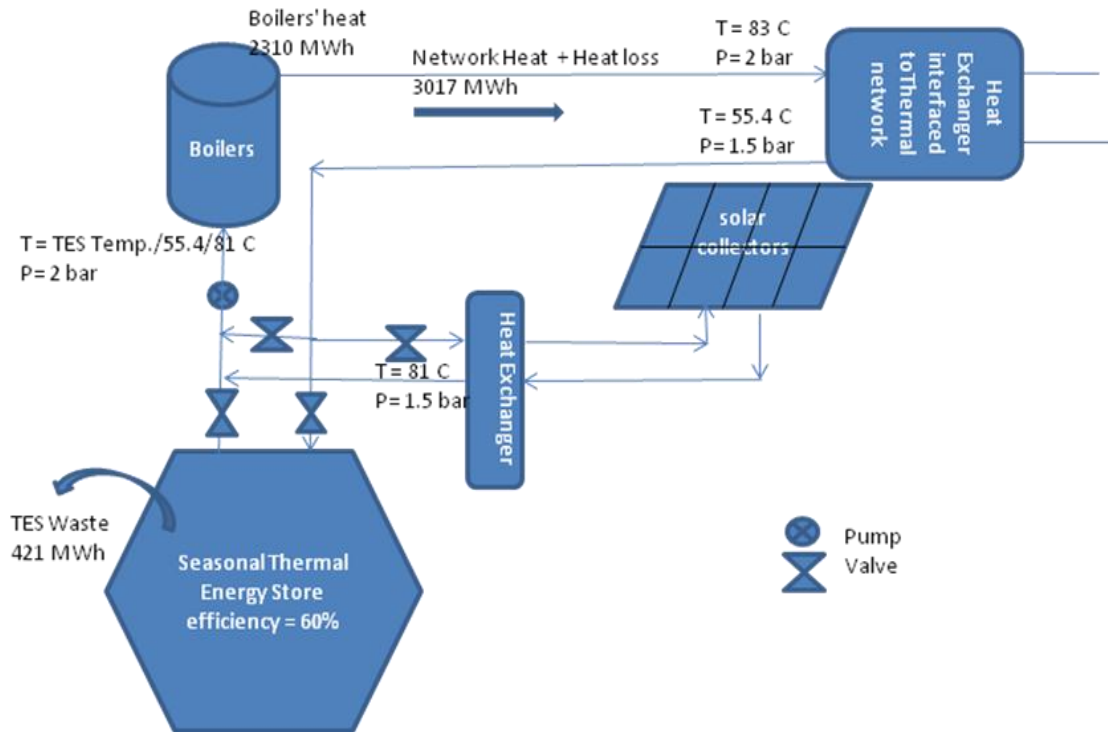 Boilers' heat
2310 MWh
Network Heat + Heat loss
3017 MWh
T = 83 C
P= 2 bar
Heat
Exchanger
interfaced
toThermal
network
T = 55.4 C
P= 1.5 bar
Boilers
solar
collectors
T = TES Temp./55.4/81 C
P= 2 bar
Heat Exchanger
T = 81 C
P= 1.5 bar
TES Waste
421 MWh
Seasonal Thermal
Energy Store
efficiency = 60%
Pump
Valve